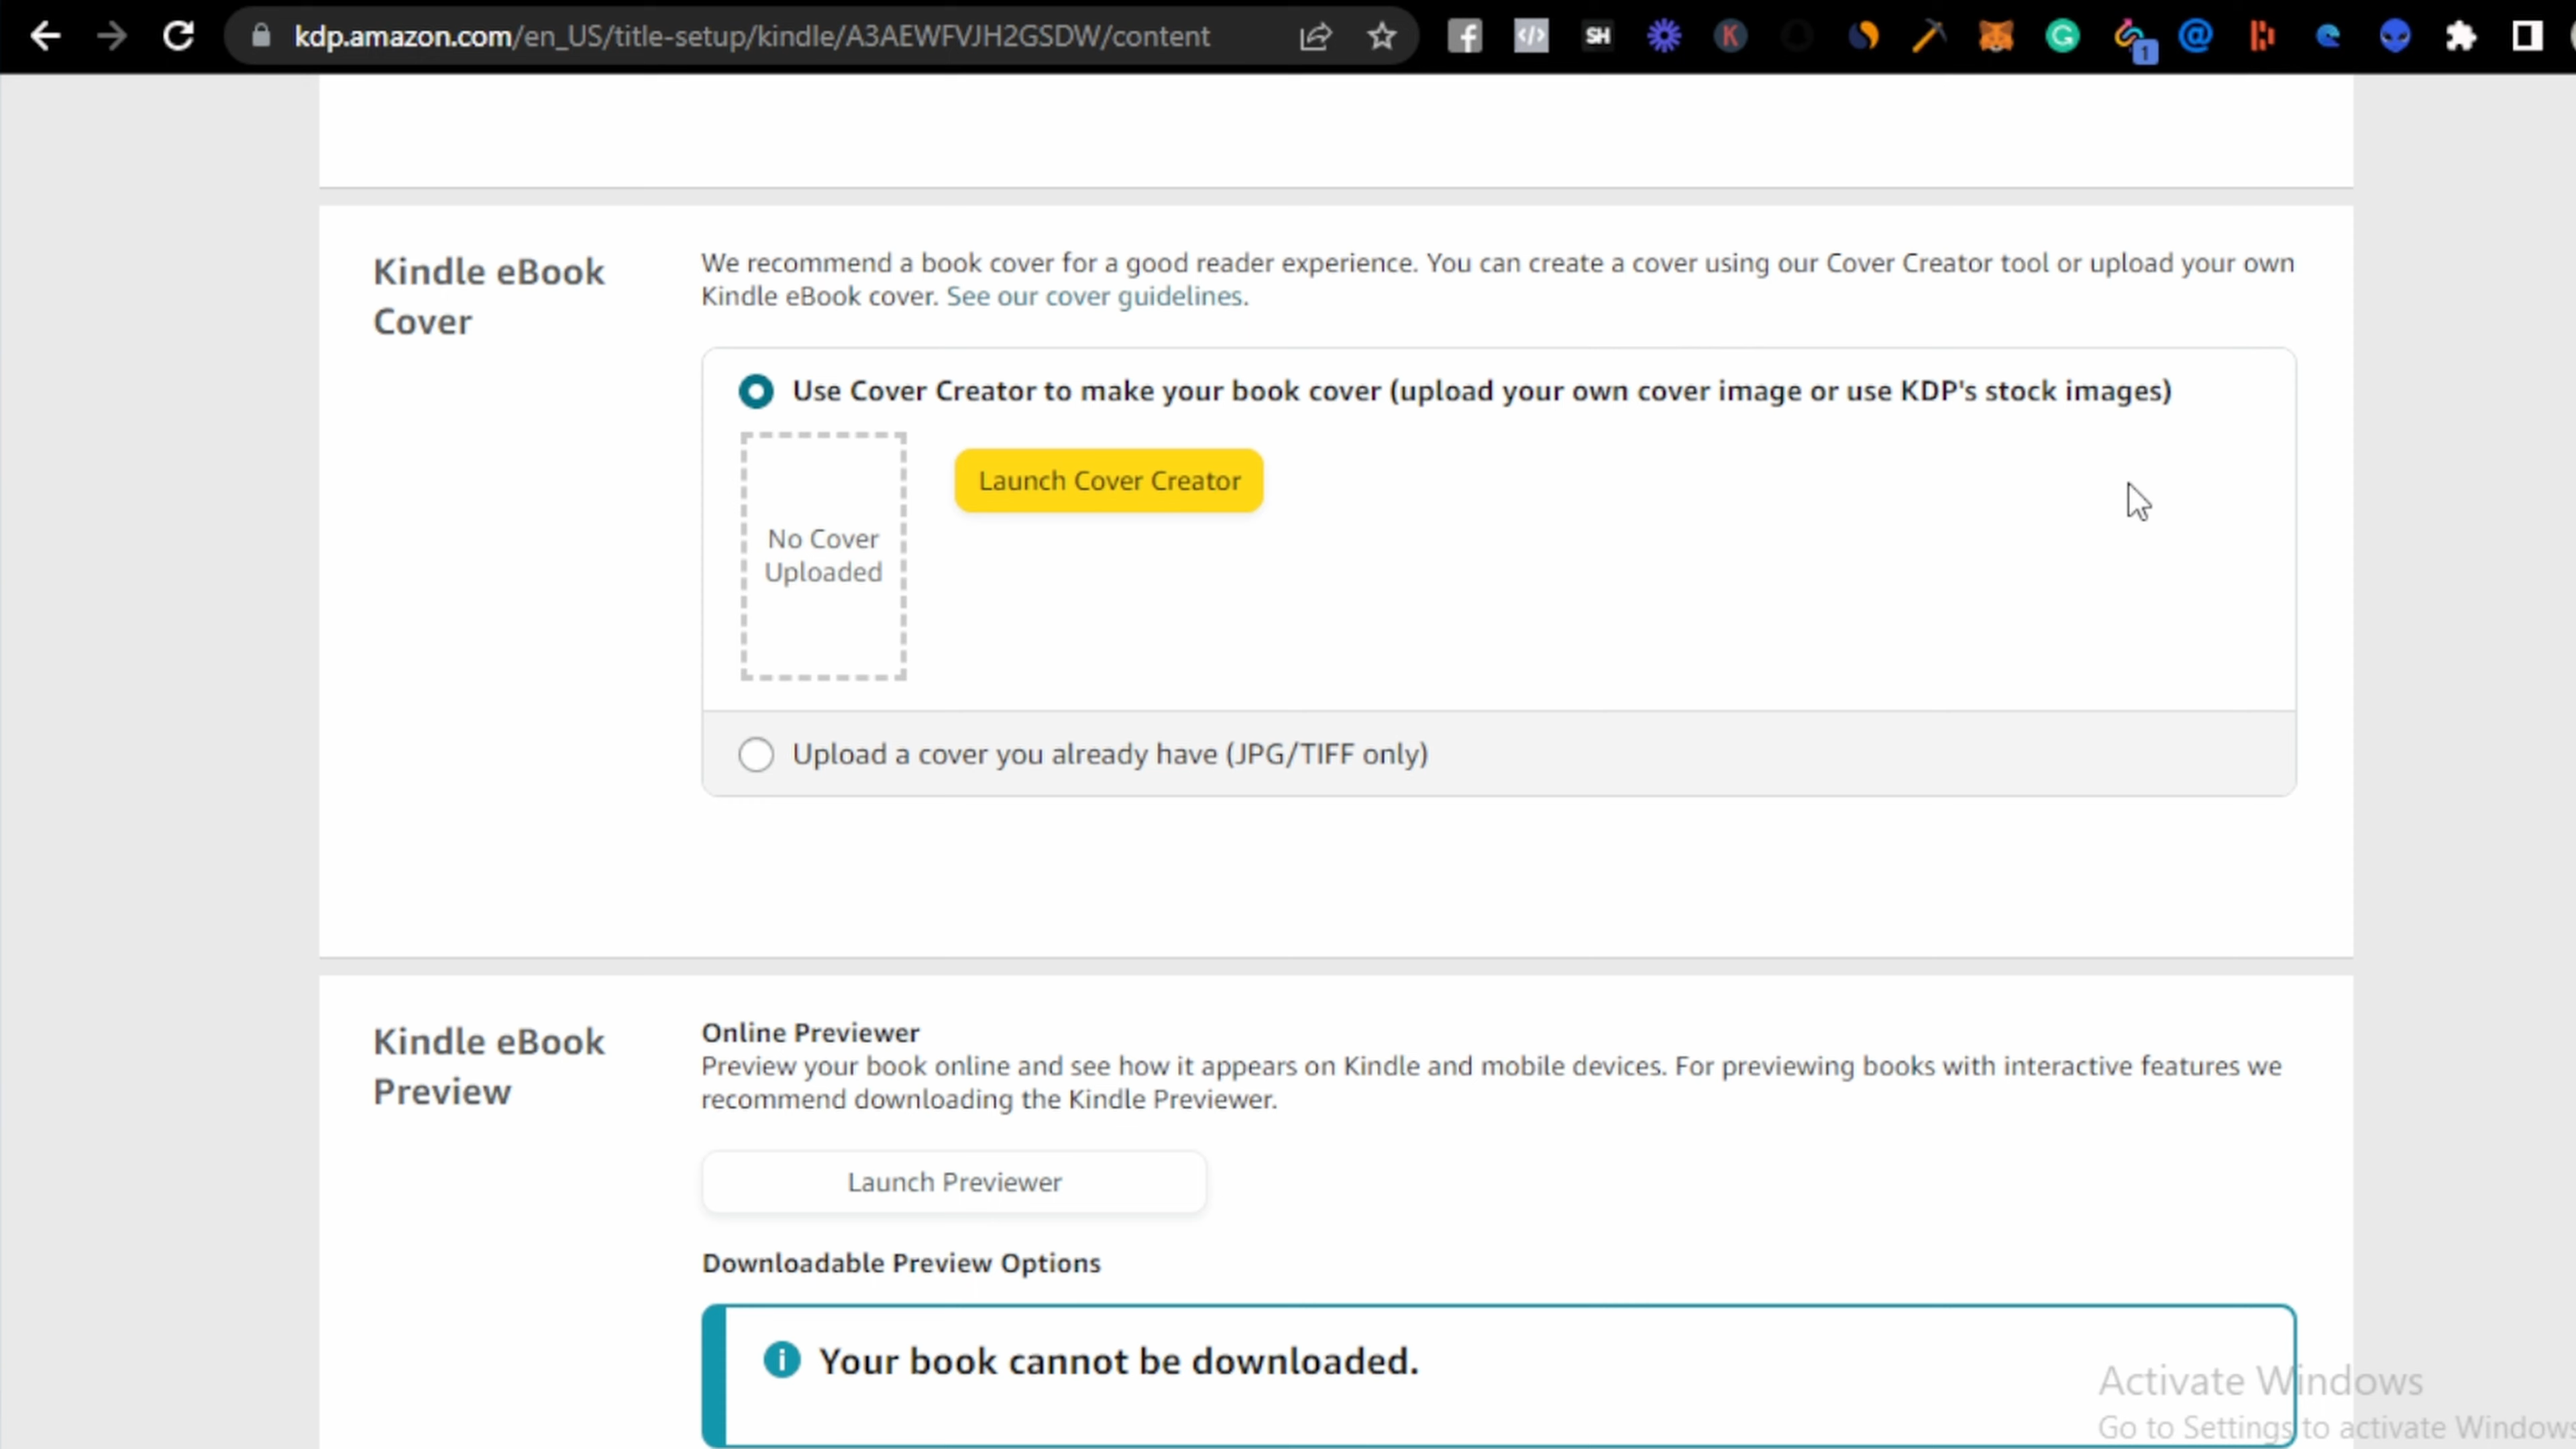 kdp.amazon.com/en_US/title-setup/kindle/A3AEWFVJH2GSDW/content
</> SH K G 1 @
Kindle eBook
Cover
We recommend a book cover for a good reader experience. You can create a cover using our Cover Creator tool or upload your own
Kindle eBook cover. See our cover guidelines.
Use Cover Creator to make your book cover (upload your own cover image or use KDP's stock images)
Launch Cover Creator
No Cover
Uploaded
Upload a cover you already have (JPG/TIFF only)
Kindle eBook
Preview
Online Previewer
Preview your book online and see how it appears on Kindle and mobile devices. For previewing books with interactive features we
recommend downloading the Kindle Previewer.
Launch Previewer
Downloadable Preview Options
Your book cannot be downloaded.
Activate Windows
Go to Settings to activate Windows